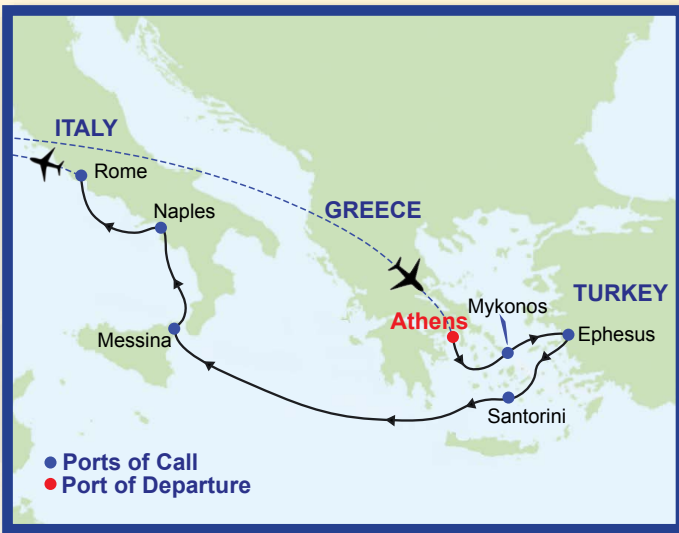 ITALY
Rome
Naples
GREECE
TURKEY
Mykonos
Athens
Ephesus
Messina
Santorini
Ports of Call
Port of Departure